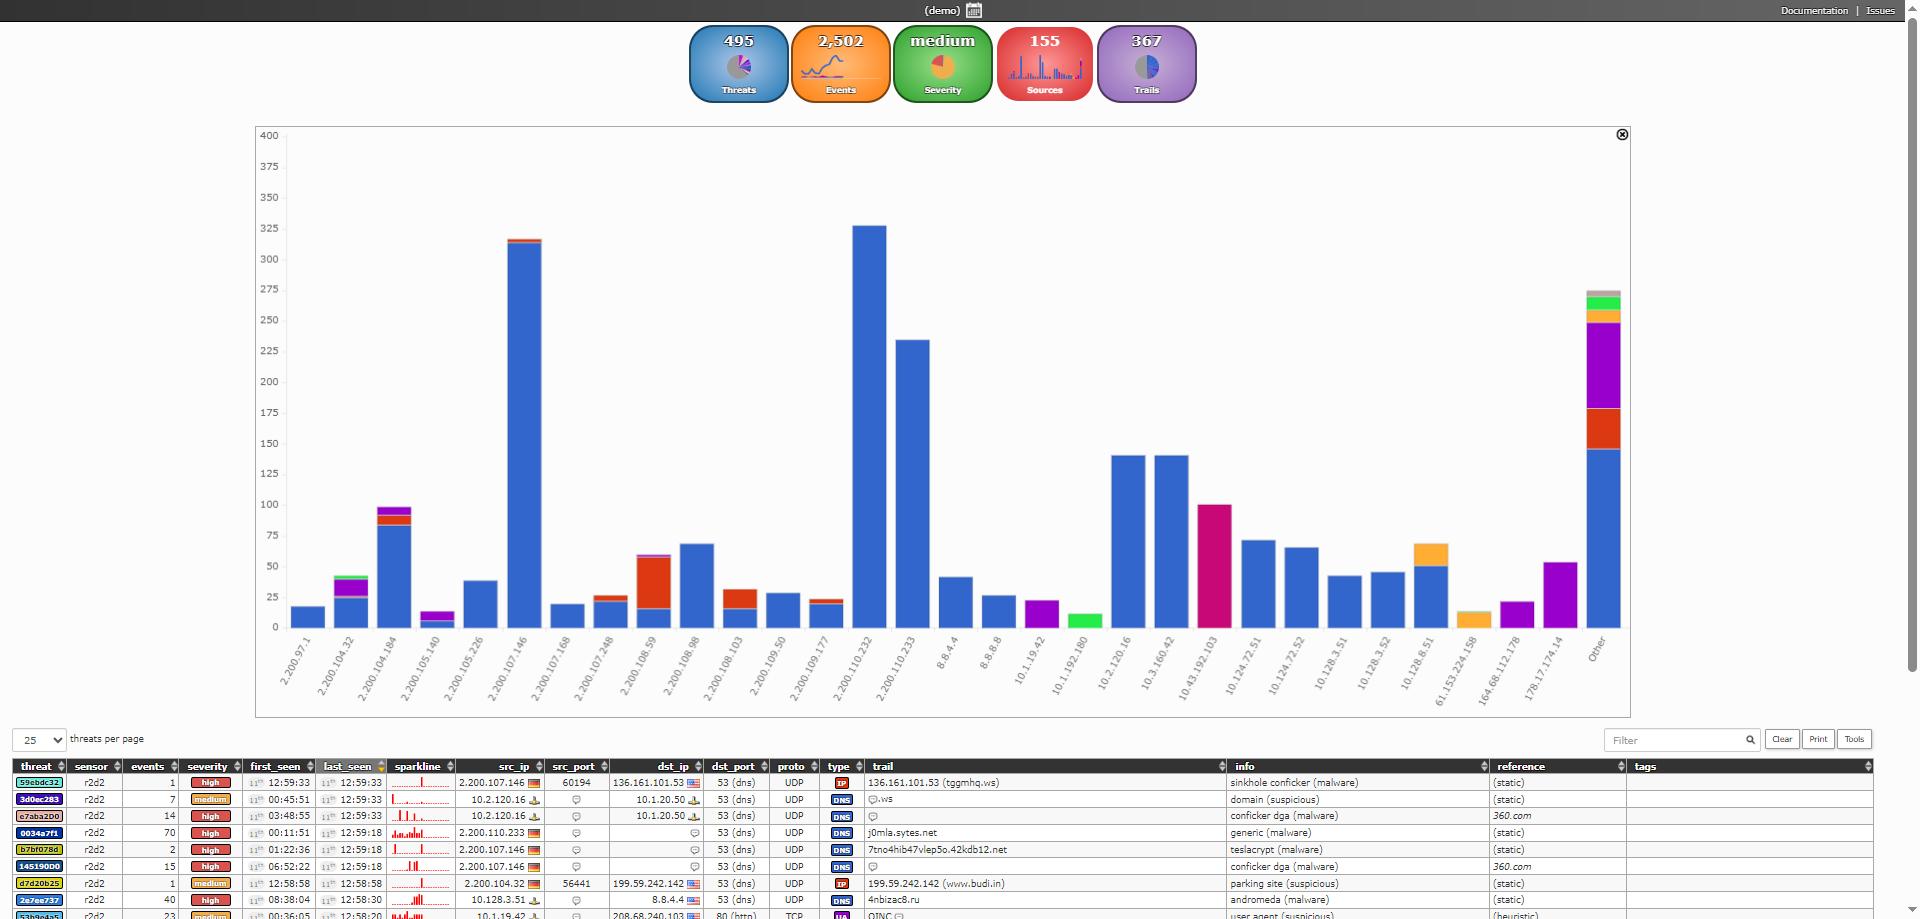 (demo)
Documentation | Issues
495 2,502 medium 155 367
Threats Events Severity Sources Trails
400
375
350
325
300
275
250
225
200
175
150
125
100
75
50
25
0
2.200.97.1 2.200.104.32 2.200.104.184 2.200.105.140 2.200.105.226 2.200.107.146 2.200.107.168 2.200.107.248 2.200.108.59 2.200.108.98 2.200.108.103 2.200.109.50 2.200.109.177 2.200.110.232 2.200.110.233 8.8.4.4 8.8.8.8 10.1.19.42 10.1.192.180 10.2.120.16 10.3.160.42 10.43.192.103 10.124.72.51 10.124.72.52 10.128.3.51 10.128.3.52 10.128.8.51 61.153.224.158 164.68.112.178 178.17.174.14 Other
25 threats per page Filter Clear Print Tools
threat sensor events severity first_seen last_seen sparkline src_ip src_port dst_ip dst_port proto type trail info reference tags
59ebdc32 r2d2 1 high 11th 12:59:33 11th 12:59:33 2.200.107.146 60194 136.161.101.53 53 (dns) UDP IP 136.161.101.53 (tggmhq.ws) sinkhole conficker (malware) (static)
3d0ec283 r2d2 7 medium 11th 00:45:51 11th 12:59:33 10.2.120.16 10.1.20.50 53 (dns) UDP DNS .ws domain (suspicious) (static)
e7aba2D0 r2d2 14 high 11th 03:48:55 11th 12:59:33 10.2.120.16 10.1.20.50 53 (dns) UDP DNS conficker dga (malware) 360.com
0034a7f1 r2d2 70 high 11th 00:11:51 11th 12:59:18 2.200.110.233 53 (dns) UDP DNS j0mla.sytes.net generic (malware) (static)
b7bf078d r2d2 2 high 11th 01:22:36 11th 12:59:18 2.200.107.146 53 (dns) UDP DNS 7tno4hib47vlep5o.42kdb12.net teslacrypt (malware) (static)
145190D0 r2d2 15 high 11th 06:52:22 11th 12:59:18 2.200.107.146 53 (dns) UDP DNS conficker dga (malware) 360.com
d7d20b25 r2d2 1 medium 11th 12:58:58 11th 12:58:58 2.200.104.32 56441 199.59.242.142 53 (dns) UDP IP 199.59.242.142 (www.budi.in) parking site (suspicious) (static)
2e7ee737 r2d2 40 high 11th 08:38:04 11th 12:58:30 10.128.3.51 8.8.4.4 53 (dns) UDP DNS 4nbizac8.ru andromeda (malware) (static)
53b9e4a5 r2d2 23 medium 11th 00:36:05 11th 12:58:20 10.1.19.42 208.68.240.103 80 (http) TCP UA QINC user agent (suspicious) (heuristic)